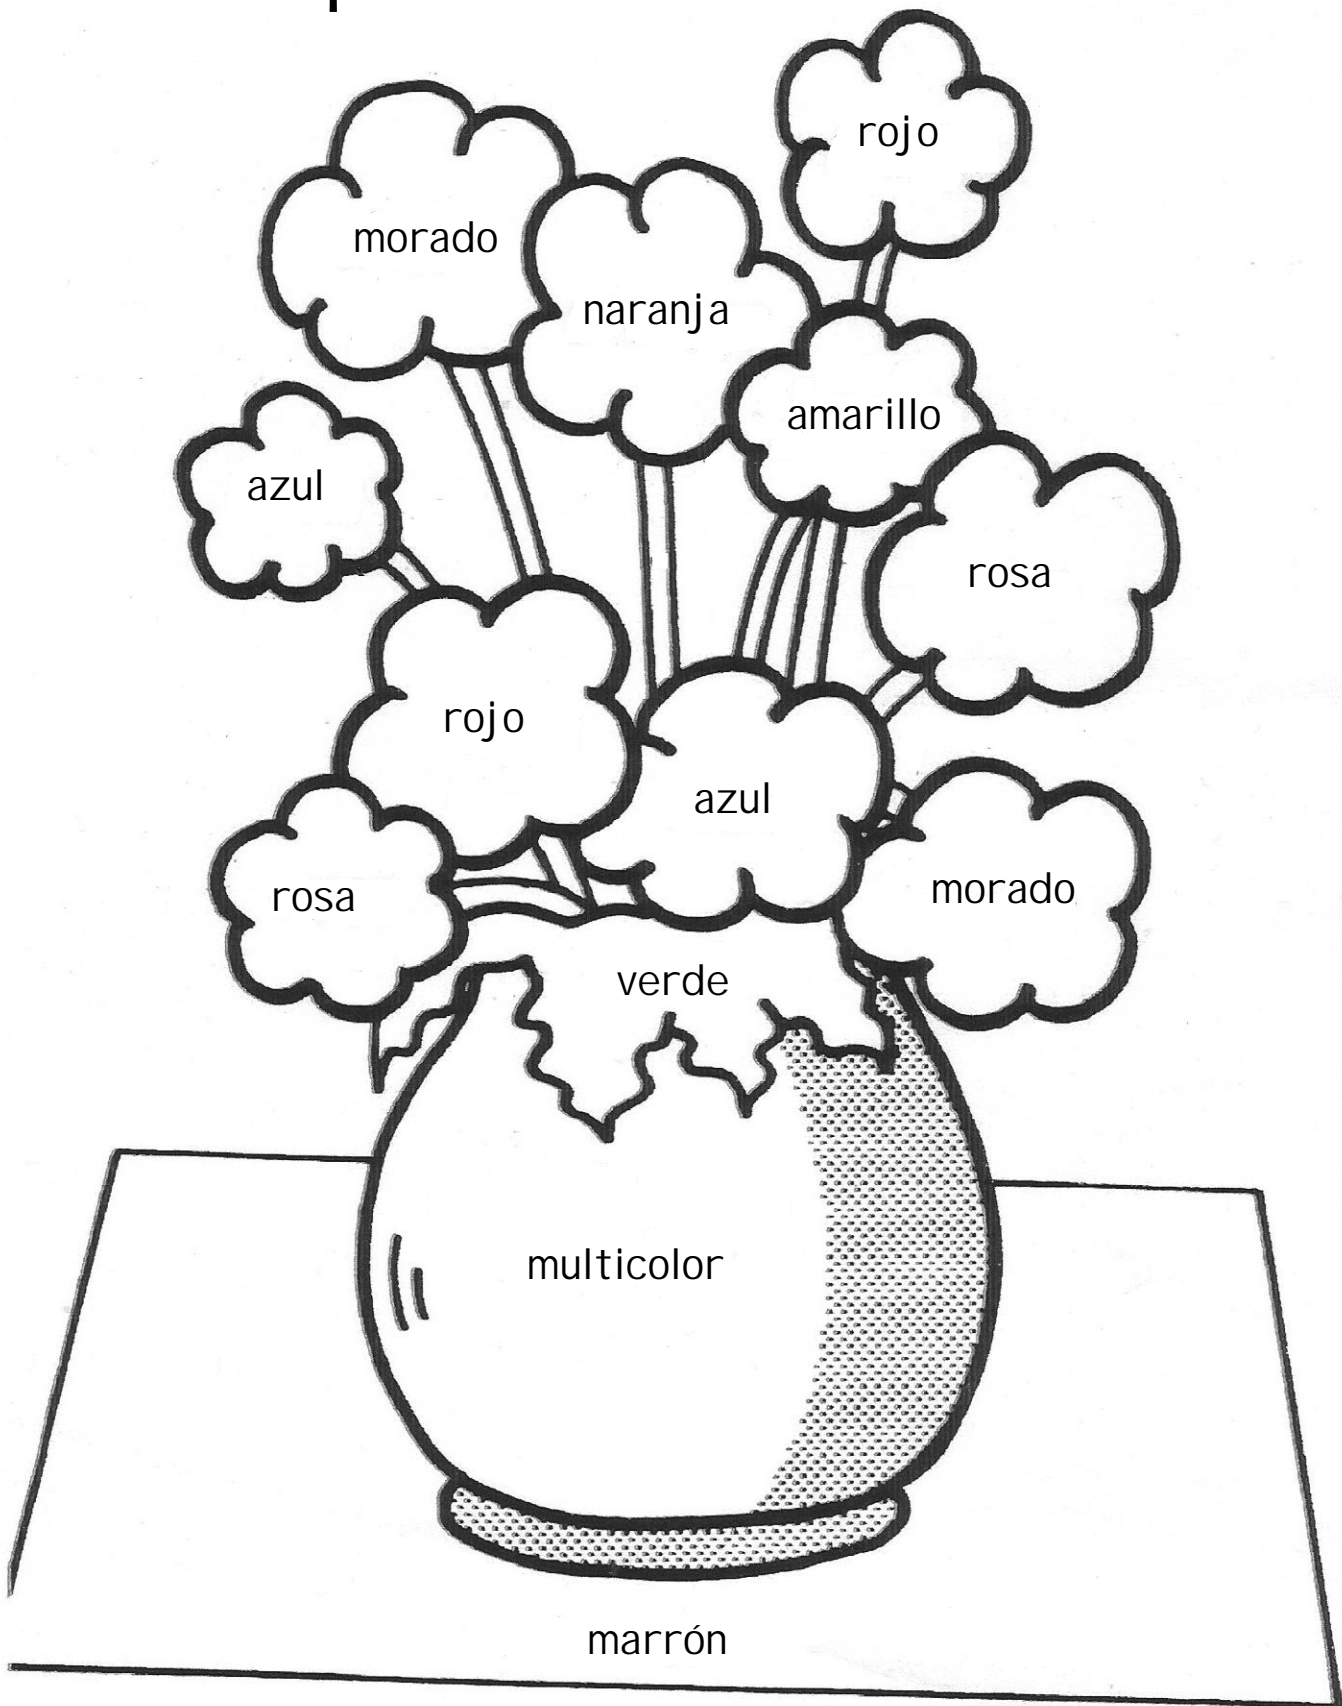 rojo
morado
naranja
amarillo
azul
rosa
rojo
azul
rosa
morado
verde
multicolor
marrón